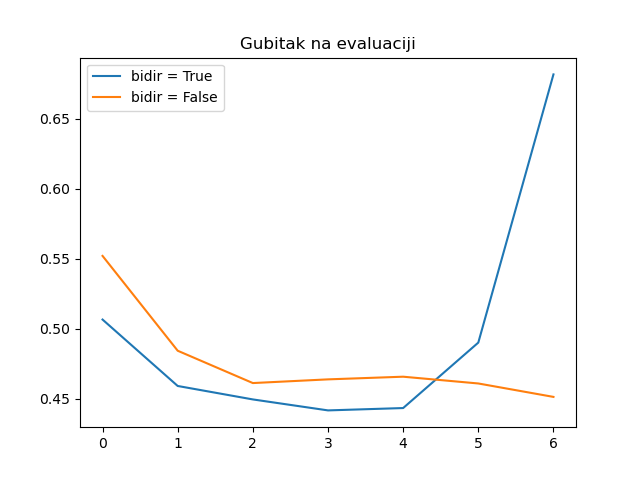 Gubitak na evaluaciji
bidir = True
bidir = False
0.65
0.60
0.55
0.50
0.45
0 1 2 3 4 5 6